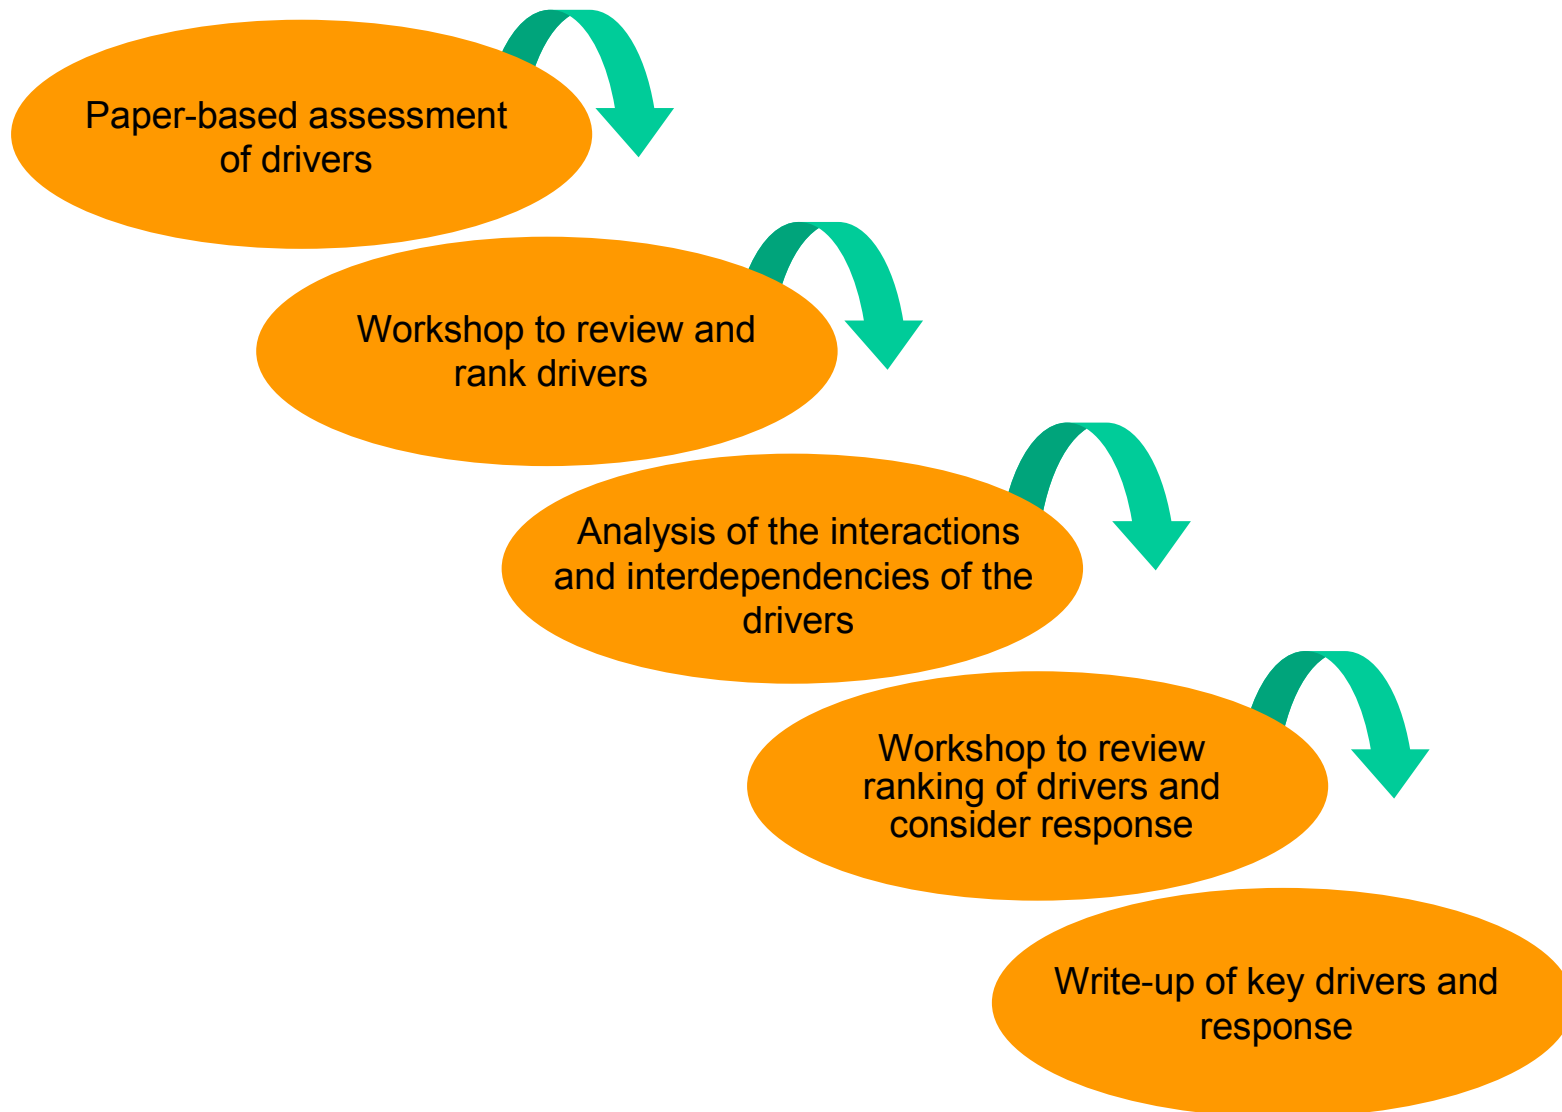 Paper-based assessment
of drivers
Workshop to review and
rank drivers
Analysis of the interactions
and interdependencies of the
drivers
Workshop to review
ranking of drivers and
consider response
Write-up of key drivers and
response